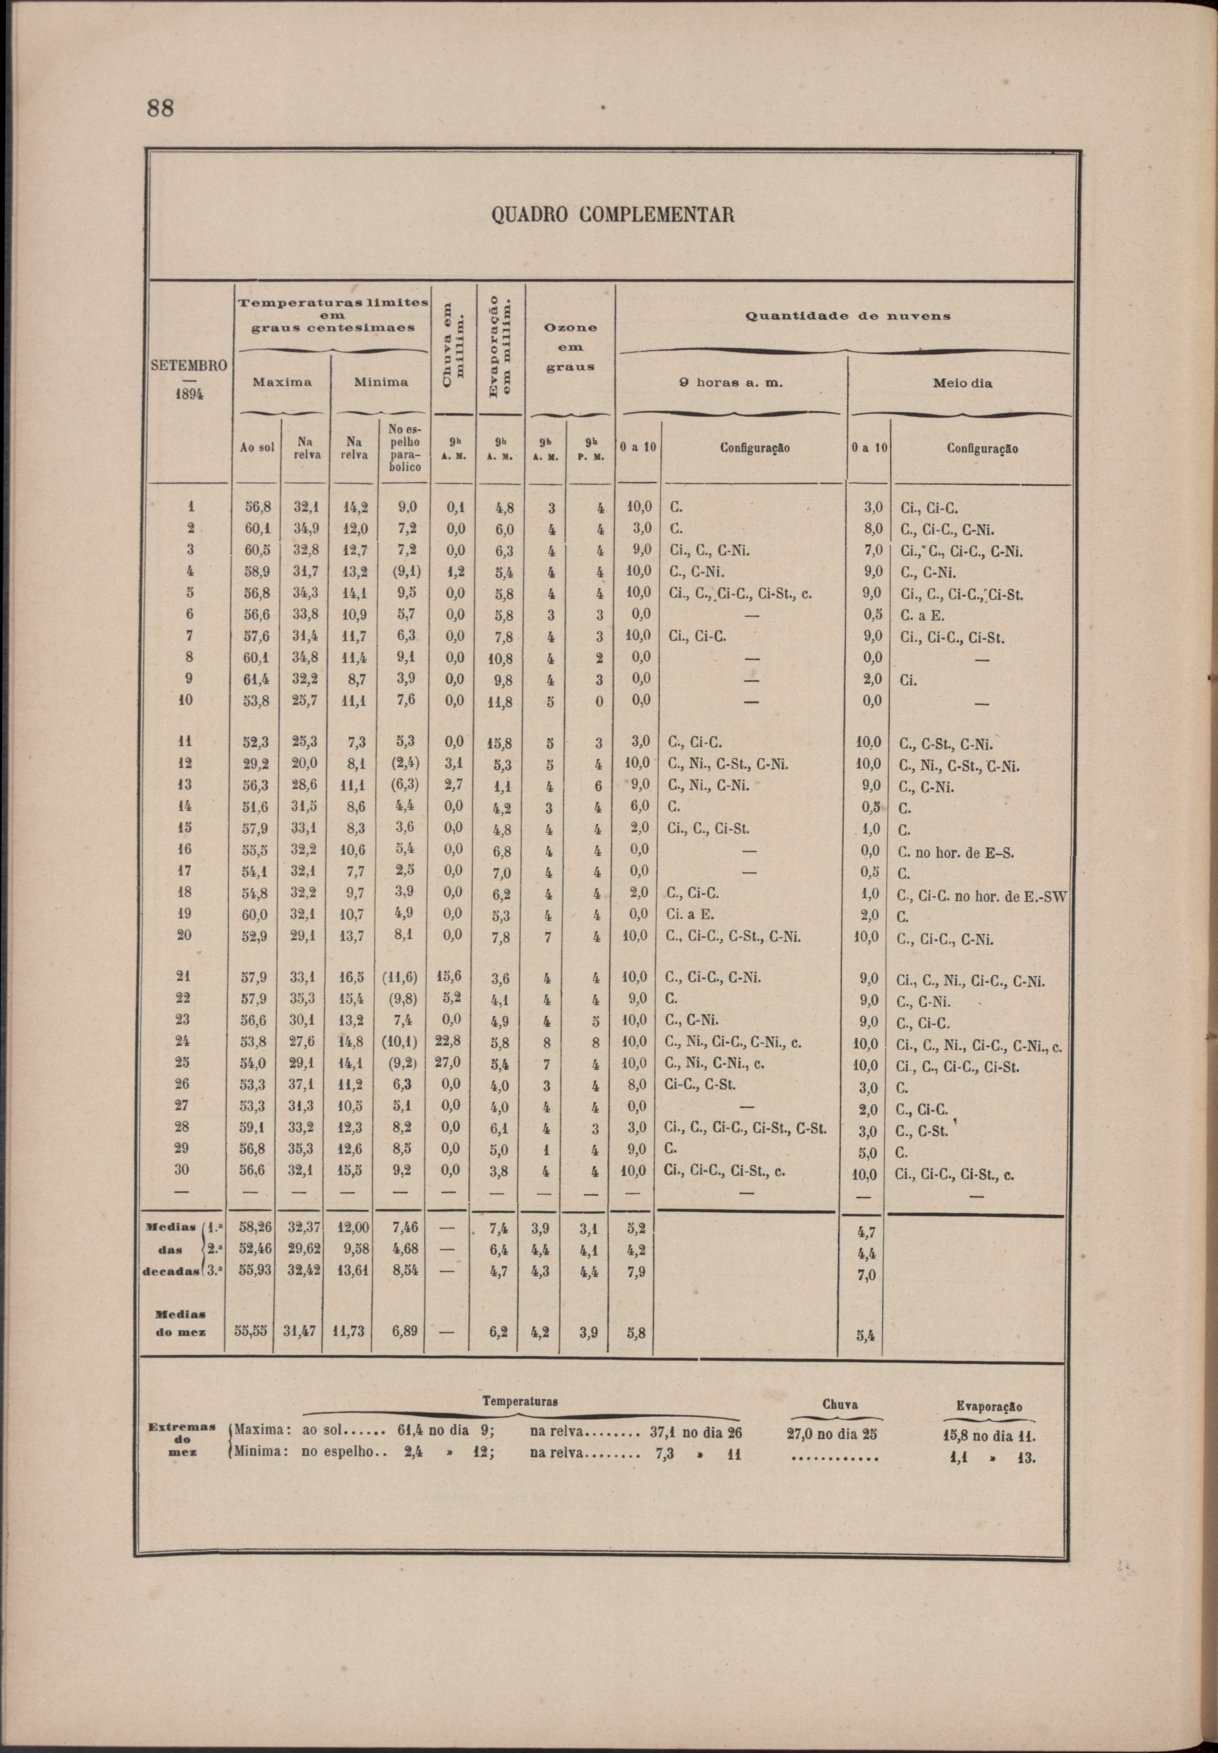 88
QUADRO COMPLEMENTAR
SETEMBRO
—
1894
Temperaturas limites
em
graus centesimaes
Chuva em
millim.
Evaporação
em millim.
Ozone
em
graus
Quantidade de nuvens
Maxima Minima 9 horas a. m. Meio dia
Ao sol Na relva Na relva No espelho para-bolico 9h A. M. 9h A. M. 9h A. M. 9h P. M. 0 a 10 Configuração 0 a 10 Configuração
1 56,8 32,1 14,2 9,0 0,1 4,8 3 4 10,0 C. 3,0 Ci., Ci-C.
2 60,1 34,9 12,0 7,2 0,0 6,0 4 4 3,0 C. 8,0 C., Ci-C., C-Ni.
3 60,5 32,8 12,7 7,2 0,0 6,3 4 4 9,0 Ci., C., C-Ni. 7,0 Ci., C., Ci-C., C-Ni.
4 58,9 31,7 13,2 (9,1) 1,2 5,4 4 4 10,0 C., C-Ni. 9,0 C., C-Ni.
5 56,8 34,3 14,1 9,5 0,0 5,8 4 4 10,0 Ci., C., Ci-C., Ci-St., c. 9,0 Ci., C., Ci-C., Ci-St.
6 56,6 33,8 10,9 5,7 0,0 5,8 3 3 0,0 — 0,5 C. a E.
7 57,6 31,4 11,7 6,3 0,0 7,8 4 3 10,0 Ci., Ci-C. 9,0 Ci., Ci-C., Ci-St.
8 60,1 34,8 11,4 9,1 0,0 10,8 4 2 0,0 — 0,0 —
9 61,4 32,2 8,7 3,9 0,0 9,8 4 3 0,0 — 2,0 Ci.
10 53,8 25,7 11,1 7,6 0,0 11,8 5 0 0,0 — 0,0 —
11 52,3 25,3 7,3 5,3 0,0 15,8 5 3 3,0 C., Ci-C. 10,0 C., C-St., C-Ni.
12 29,2 20,0 8,1 (2,4) 3,1 5,3 5 4 10,0 C., Ni., C-St., C-Ni. 10,0 C., Ni., C-St., C-Ni.
13 56,3 28,6 11,1 (6,3) 2,7 1,1 4 6 9,0 C., Ni., C-Ni. 9,0 C., C-Ni.
14 51,6 31,5 8,6 4,4 0,0 4,2 3 4 6,0 C. 0,5 C.
15 57,9 33,1 8,3 3,6 0,0 4,8 4 4 2,0 Ci., C., Ci-St. 1,0 C.
16 55,5 32,2 10,6 5,4 0,0 6,8 4 4 0,0 — 0,0 C. no hor. de E-S.
17 54,1 32,1 7,7 2,5 0,0 7,0 4 4 0,0 — 0,5 C.
18 54,8 32,2 9,7 3,9 0,0 6,2 4 4 2,0 C., Ci-C. 1,0 C., Ci-C. no hor. de E.-SW
19 60,0 32,1 10,7 4,9 0,0 5,3 4 4 0,0 Ci. a E. 2,0 C.
20 52,9 29,1 13,7 8,1 0,0 7,8 7 4 10,0 C., Ci-C., C-St., C-Ni. 10,0 C., Ci-C., C-Ni.
21 57,9 33,1 16,5 (11,6) 15,6 3,6 4 4 10,0 C., Ci-C., C-Ni. 9,0 Ci., C., Ni., Ci-C., C-Ni.
22 57,9 35,3 15,4 (9,8) 5,2 4,1 4 4 9,0 C. 9,0 C., C-Ni.
23 56,6 30,1 13,2 7,4 0,0 4,9 4 5 10,0 C., C-Ni. 9,0 C., Ci-C.
24 53,8 27,6 14,8 (10,1) 22,8 5,8 8 8 10,0 C., Ni., Ci-C., C-Ni., c. 10,0 Ci., C., Ni., Ci-C., C-Ni., c.
25 54,0 29,1 14,1 (9,2) 27,0 5,4 7 4 10,0 C., Ni., C-Ni., c. 10,0 Ci., C., Ci-C., Ci-St.
26 53,3 37,1 11,2 6,3 0,0 4,0 3 4 8,0 Ci-C., C-St. 3,0 C.
27 53,3 31,3 10,5 5,1 0,0 4,0 4 4 0,0 — 2,0 C., Ci-C.
28 59,1 33,2 12,3 8,2 0,0 6,1 4 3 3,0 Ci., C., Ci-C., Ci-St., C-St. 3,0 C., C-St.
29 56,8 35,3 12,6 8,5 0,0 5,0 1 4 9,0 C. 5,0 C.
30 56,6 32,1 15,5 9,2 0,0 3,8 4 4 10,0 Ci., Ci-C., Ci-St., c. 10,0 Ci., Ci-C., Ci-St., c.
— — — — — — — — — — — — —
Medias 1.ª 58,26 32,37 12,00 7,46 — 7,4 3,9 3,1 5,2 4,7
das 2.ª 52,46 29,62 9,58 4,68 — 6,4 4,4 4,1 4,2 4,4
decadas 3.ª 55,93 32,42 13,61 8,54 — 4,7 4,3 4,4 7,9 7,0
Medias
do mez 55,55 31,47 11,73 6,89 — 6,2 4,2 3,9 5,8 5,4
Temperaturas Chuva Evaporação
Extremas
do
mez
Maxima: ao sol...... 61,4 no dia 9; na relva........ 37,1 no dia 26 27,0 no dia 25 15,8 no dia 11.
Minima: no espelho.. 2,4 » 12; na relva........ 7,3 » 11 ............ 1,1 » 13.